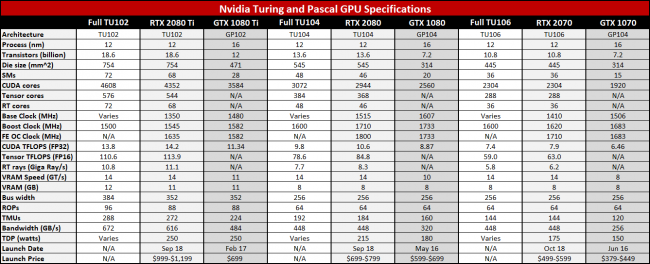 Nvidia Turing and Pascal GPU Specifications
Full TU102 RTX 2080 Ti GTX 1080 Ti Full TU104 RTX 2080 GTX 1080 Full TU106 RTX 2070 GTX 1070
Architecture TU102 TU102 GP102 TU104 TU104 GP104 TU106 TU106 GP104
Process (nm) 12 12 16 12 12 16 12 12 16
Transistors (billion) 18.6 18.6 12 13.6 13.6 7.2 10.8 10.8 7.2
Die size (mm^2) 754 754 471 545 545 314 445 445 314
SMs 72 68 28 48 46 20 36 36 15
CUDA cores 4608 4352 3584 3072 2944 2560 2304 2304 1920
Tensor cores 576 544 N/A 384 368 N/A 288 288 N/A
RT cores 72 68 N/A 48 46 N/A 36 36 N/A
Base Clock (MHz) Varies 1350 1480 Varies 1515 1607 Varies 1410 1506
Boost Clock (MHz) 1500 1545 1582 1600 1710 1733 1600 1620 1683
FE OC Clock (MHz) N/A 1635 1582 N/A 1800 1733 N/A 1710 1683
CUDA TFLOPS (FP32) 13.8 14.2 11.34 9.8 10.6 8.87 7.4 7.9 6.46
Tensor TFLOPS (FP16) 110.6 113.9 N/A 78.6 84.8 N/A 59.0 63.0 N/A
RT rays (Giga Ray/s) 10.8 11.1 N/A 7.7 8.3 N/A 5.8 6.2 N/A
VRAM Speed (GT/s) 14 14 11 14 14 10 14 14 8
VRAM (GB) 12 11 11 8 8 8 8 8 8
Bus width 384 352 352 256 256 256 256 256 256
ROPs 96 88 88 64 64 64 64 64 64
TMUs 288 272 224 192 184 160 144 144 120
Bandwidth (GB/s) 672 616 484 448 448 320 448 448 256
TDP (watts) Varies 250 250 Varies 215 180 Varies 175 150
Launch Date N/A Sep 18 Feb 17 N/A Sep 18 May 16 N/A Oct 18 Jun 16
Launch Price N/A $999-$1,199 $699 N/A $699-$799 $599-$699 N/A $499-$599 $379-$449